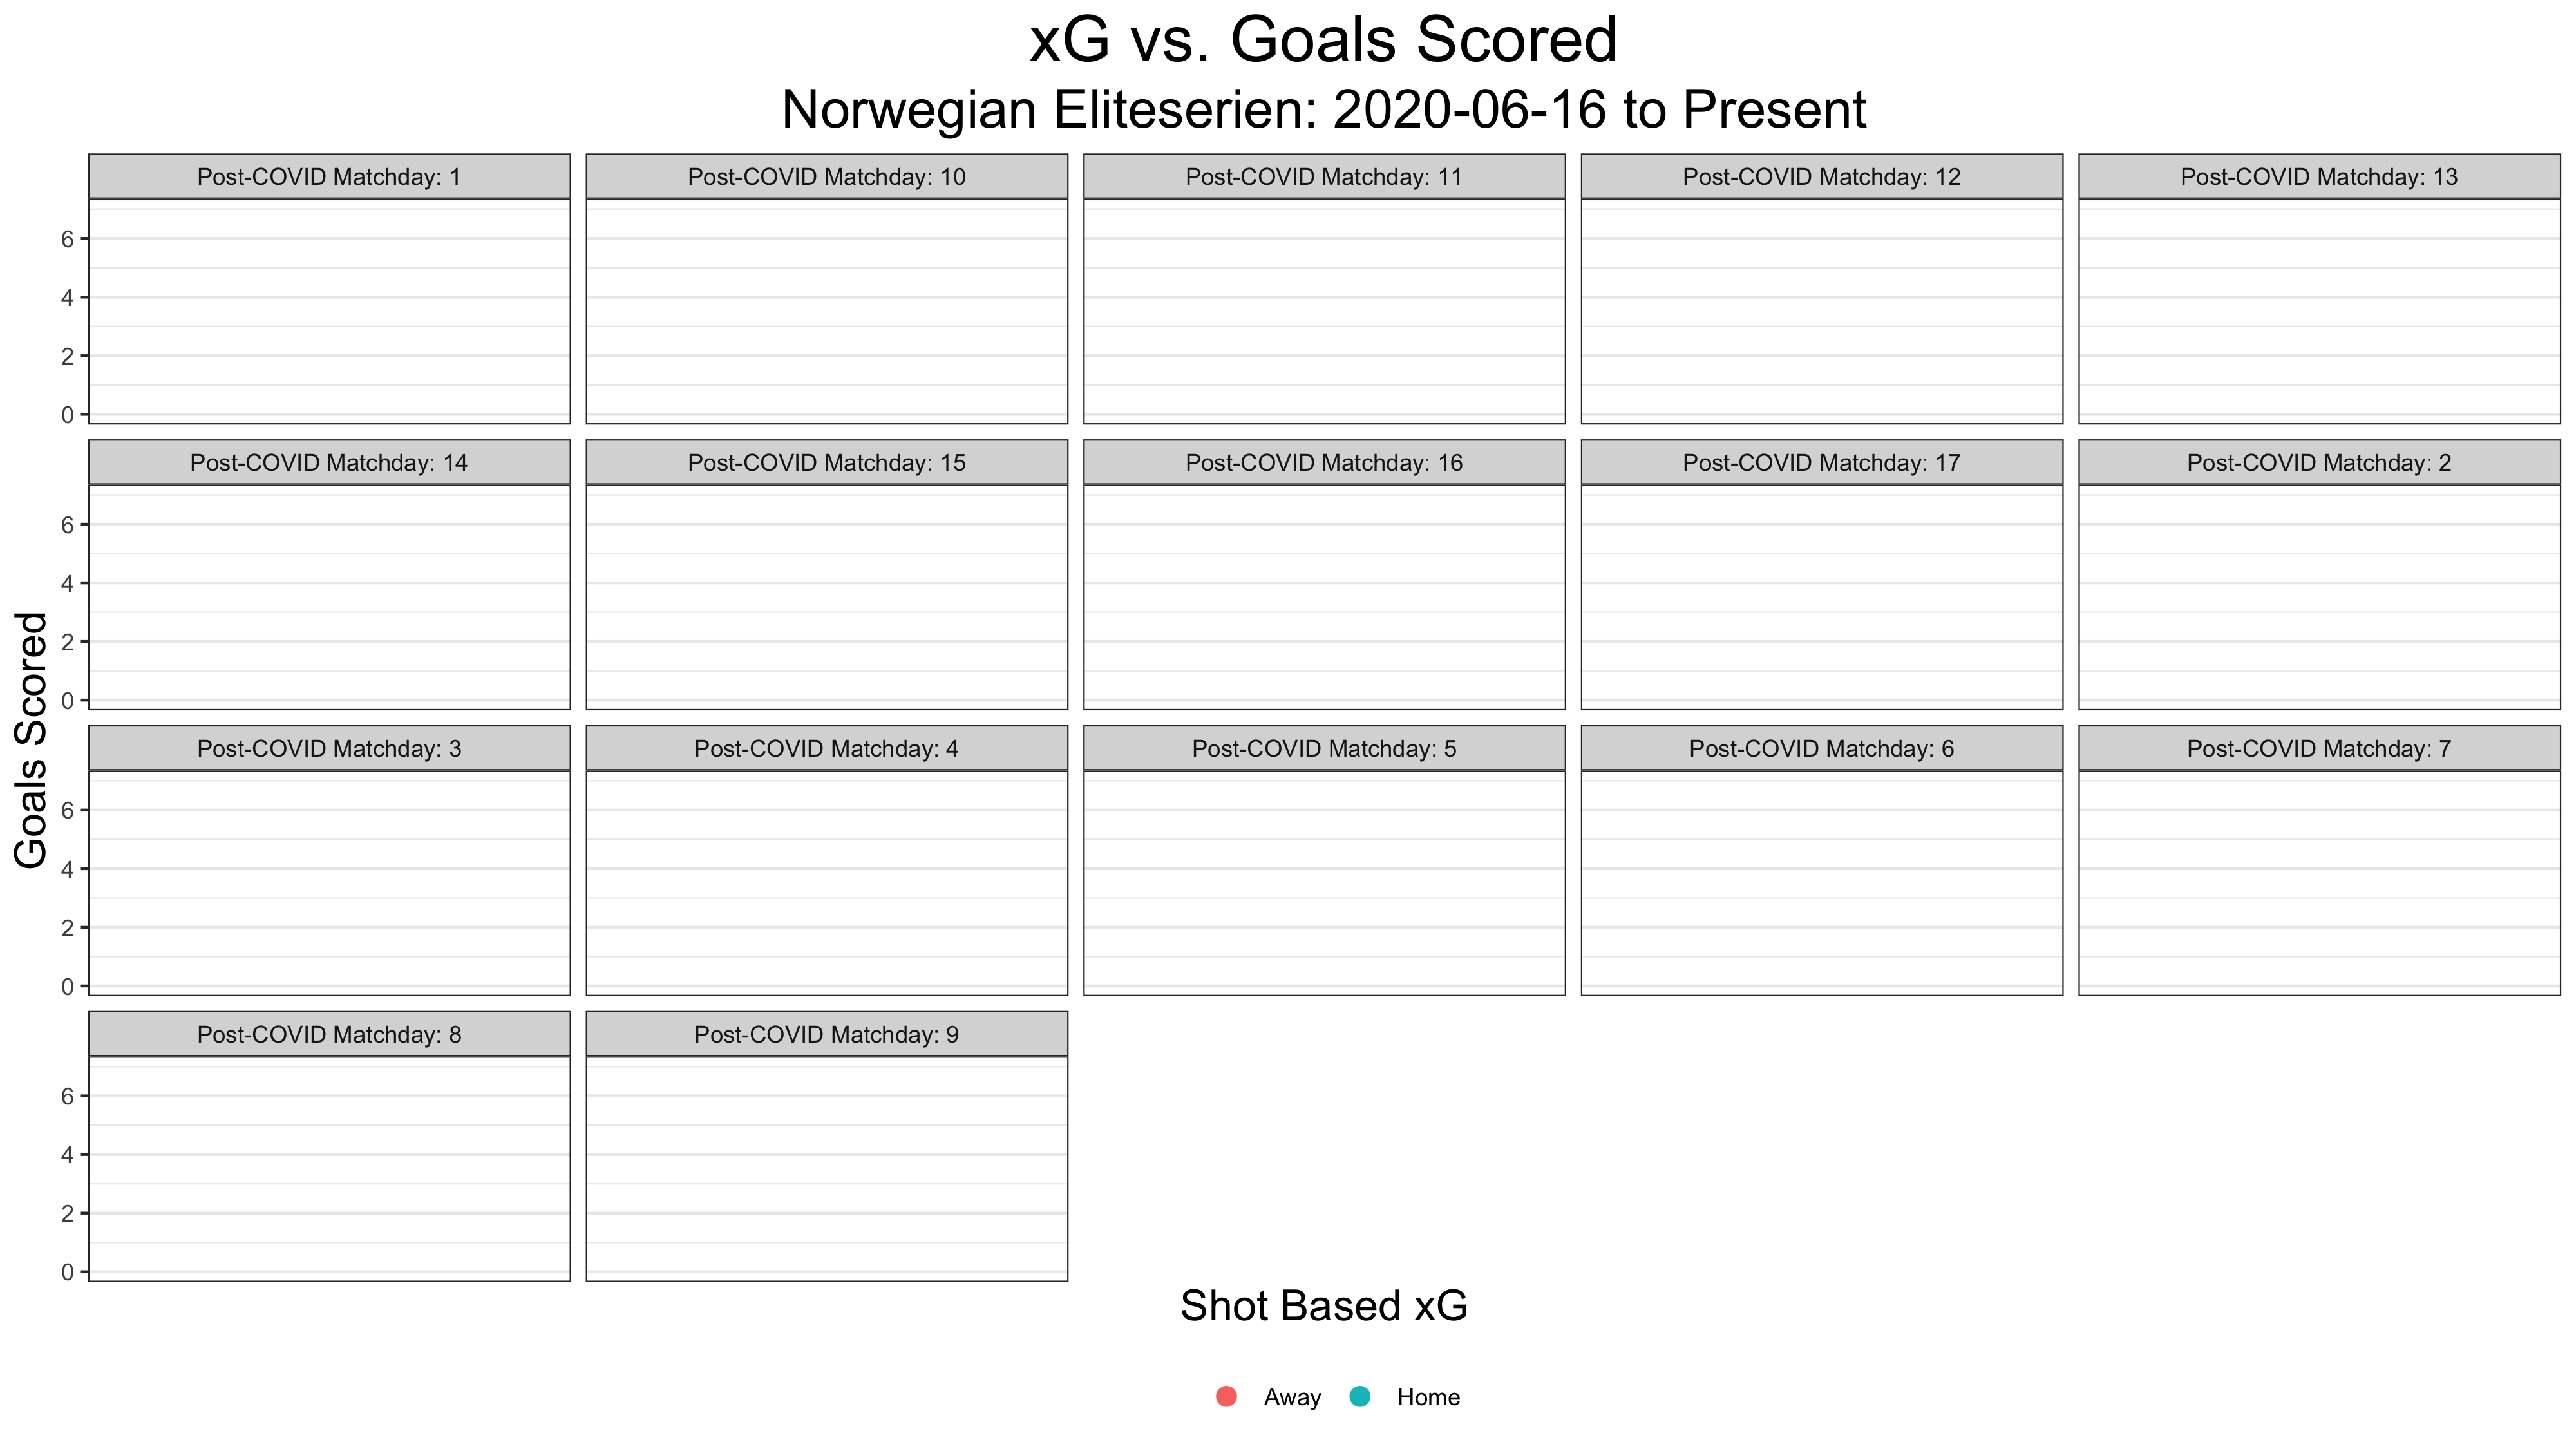 xG vs. Goals Scored
Norwegian Eliteserien: 2020-06-16 to Present
Post-COVID Matchday: 1
Post-COVID Matchday: 10
Post-COVID Matchday: 11
Post-COVID Matchday: 12
Post-COVID Matchday: 13
6
4
2
0
Post-COVID Matchday: 14
Post-COVID Matchday: 15
Post-COVID Matchday: 16
Post-COVID Matchday: 17
Post-COVID Matchday: 2
6
4
2
0
Goals Scored
Post-COVID Matchday: 3
Post-COVID Matchday: 4
Post-COVID Matchday: 5
Post-COVID Matchday: 6
Post-COVID Matchday: 7
6
4
2
0
Post-COVID Matchday: 8
Post-COVID Matchday: 9
6
4
2
0
Shot Based xG
Away
Home